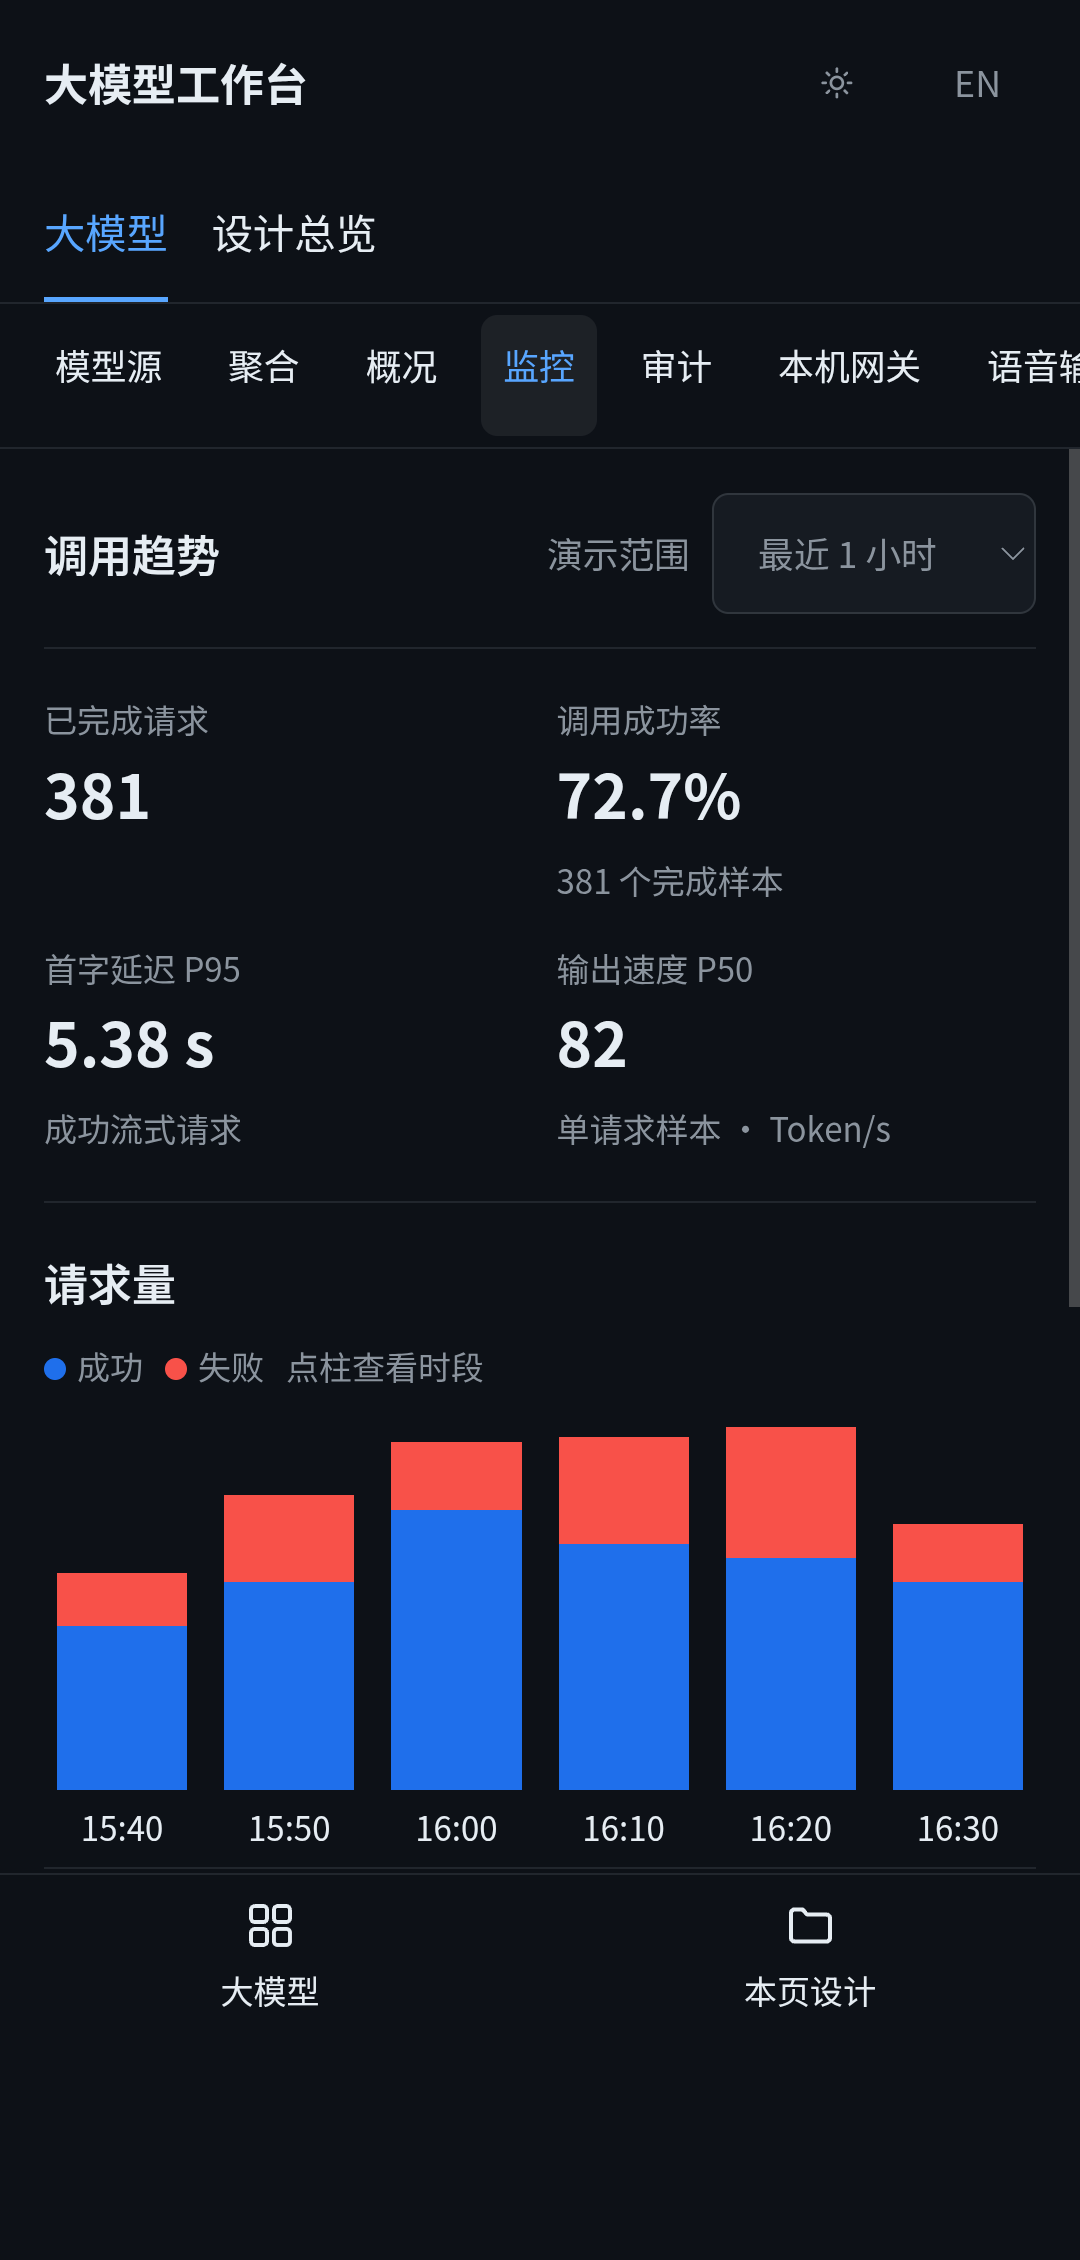 大模型工作台 EN
大模型 设计总览
模型源 聚合 概况 监控 审计 本机网关 语音
调用趋势 演示范围 最近 1 小时
已完成请求 调用成功率
381 72.7%
381 个完成样本
首字延迟 P95 输出速度 P50
5.38 s 82
成功流式请求 单请求样本 · Token/s
请求量
成功 失败 点柱查看时段
15:40 15:50 16:00 16:10 16:20 16:30
大模型 本页设计